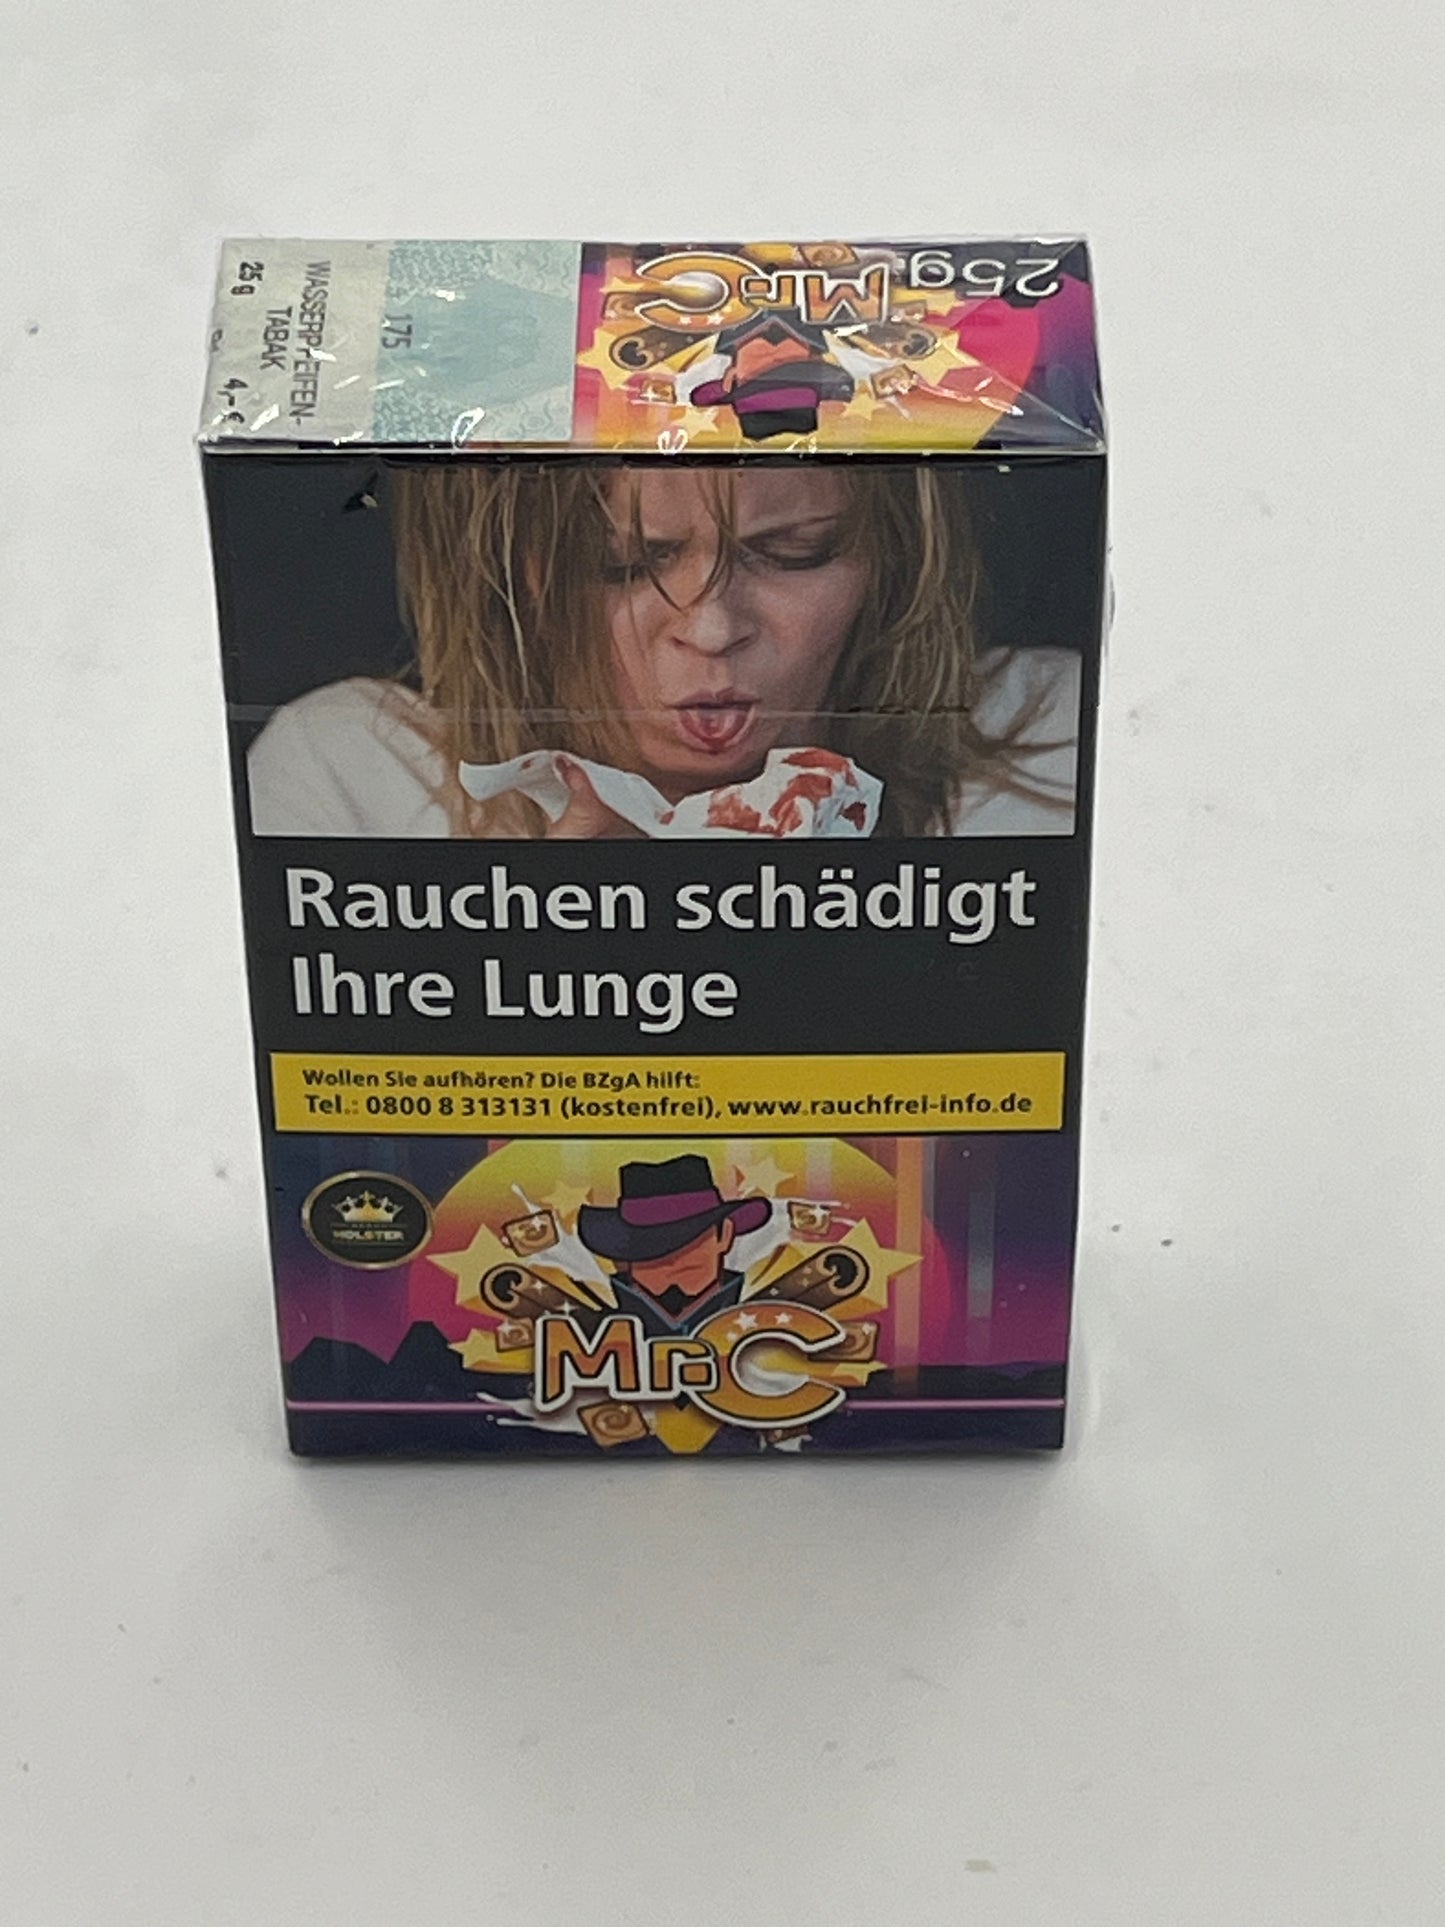 25g
WASSERPFEIFEN-
TABAK
25 g
4,- €
175
Mr. C
Rauchen schädigt
Ihre Lunge
Wollen Sie aufhören? Die BZgA hilft:
Tel.: 0800 8 313131 (kostenfrei), www.rauchfrei-info.de
HOLSTER
Mr. C